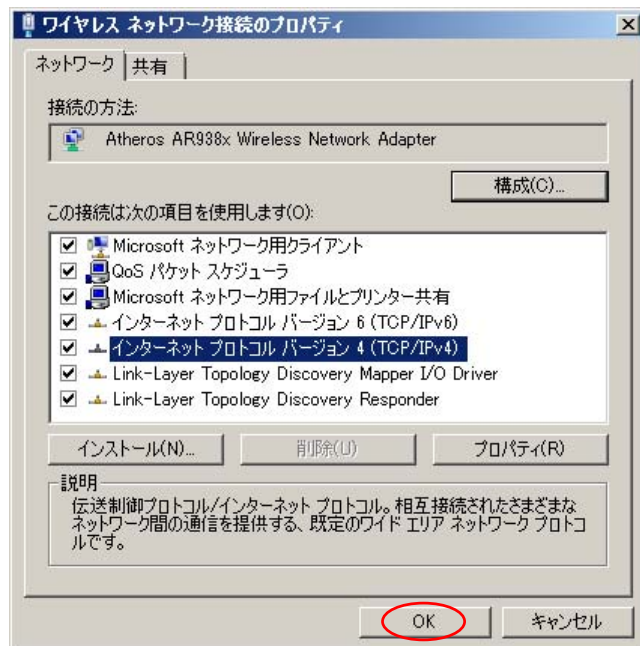 ワイヤレス ネットワーク接続のプロパティ
ネットワーク 共有
接続の方法:
Atheros AR938x Wireless Network Adapter
構成(C)...
この接続は次の項目を使用します(O):
Microsoft ネットワーク用クライアント
QoS パケット スケジューラ
Microsoft ネットワーク用ファイルとプリンター共有
インターネット プロトコル バージョン 6 (TCP/IPv6)
インターネット プロトコル バージョン 4 (TCP/IPv4)
Link-Layer Topology Discovery Mapper I/O Driver
Link-Layer Topology Discovery Responder
インストール(N)... 削除(U) プロパティ(R)
説明
伝送制御プロトコル/インターネット プロトコル。相互接続されたさまざまな
ネットワーク間の通信を提供する、既定のワイド エリア ネットワーク プロトコ
ルです。
OK キャンセル